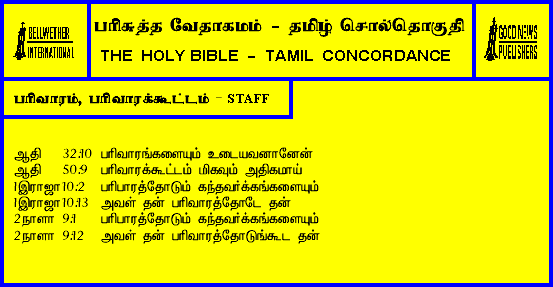 BELLWETHER
INTERNATIONAL
பரிசுத்த வேதாகமம் - தமிழ் சொல்தொகுதி
THE HOLY BIBLE - TAMIL CONCORDANCE
GOOD NEWS
PUBLISHERS
பரிவாரம், பரிவாரக்கூட்டம் - STAFF
ஆதி 32:10 பரிவாரங்களையும் உடையவனானேன்
ஆதி 50:9 பரிவாரக்கூட்டம் மிகவும் அதிகமாய்
1இராஜா 10:2 பரிபாரத்தோடும் கந்தவர்க்கங்களையும்
1இராஜா 10:13 அவள் தன் பரிவாரத்தோடே தன்
2நாளா 9:1 பரிபாரத்தோடும் கந்தவர்க்கங்களையும்
2நாளா 9:12 அவள் தன் பரிவாரத்தோடுங்கூட தன்